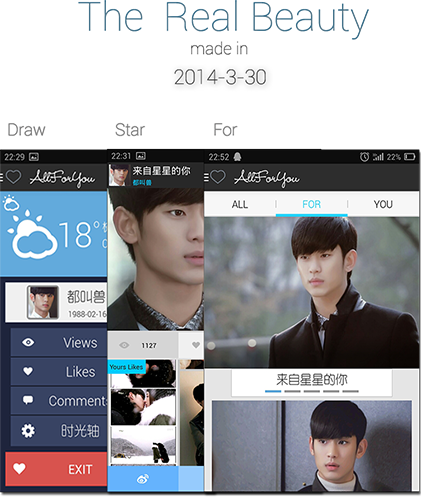 The Real Beauty
made in
2014-3-30
Draw
Star
For
22:29
AllForYou
18°
都叫兽
1988-02-16
Views
Likes
Comment
时光轴
EXIT
22:31
来自星星的你
都叫兽
1127
Yours Likes
22:52
22%
AllForYou
ALL
FOR
YOU
来自星星的你